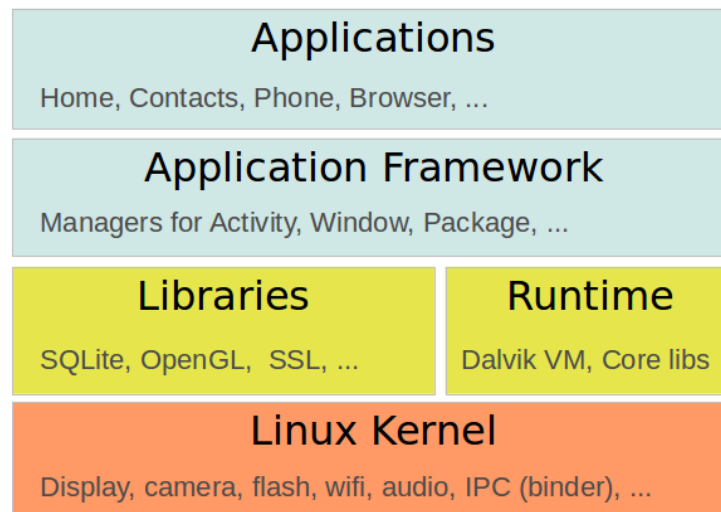 Applications
Home, Contacts, Phone, Browser, ...
Application Framework
Managers for Activity, Window, Package, ...
Libraries
SQLite, OpenGL, SSL, ...
Runtime
Dalvik VM, Core libs
Linux Kernel
Display, camera, flash, wifi, audio, IPC (binder), ...